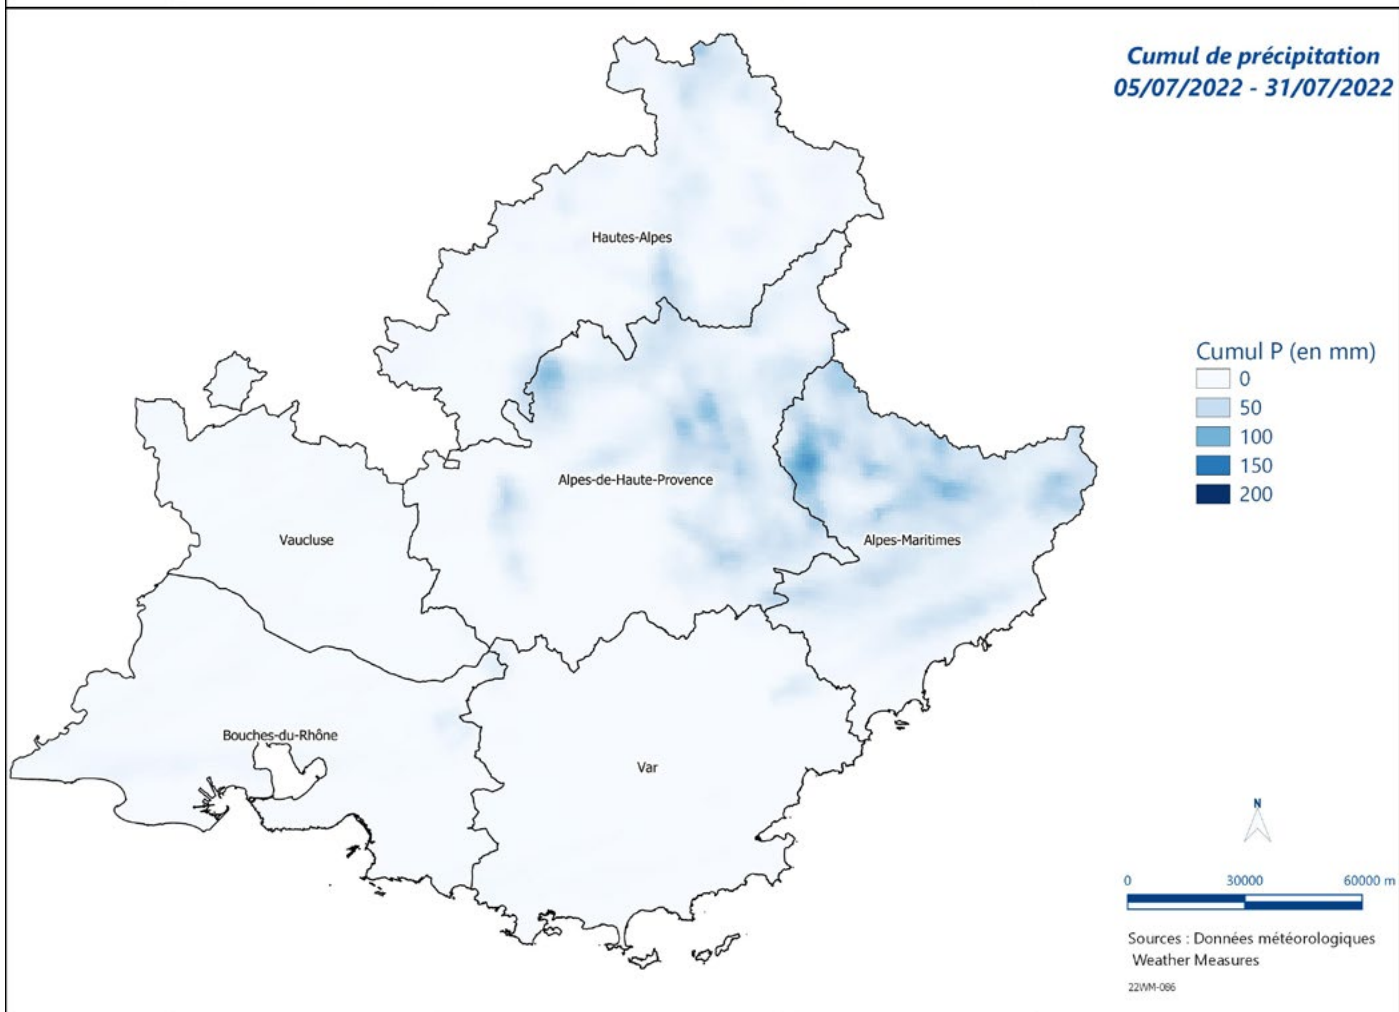 Cumul de précipitation
05/07/2022 - 31/07/2022
Hautes-Alpes
Cumul P (en mm)
0
50
100
150
200
Alpes-de-Haute-Provence
Vaucluse
Alpes-Maritimes
Bouches-du-Rhône
Var
N
0 30000 60000 m
Sources : Données météorologiques
Weather Measures
22WM-086